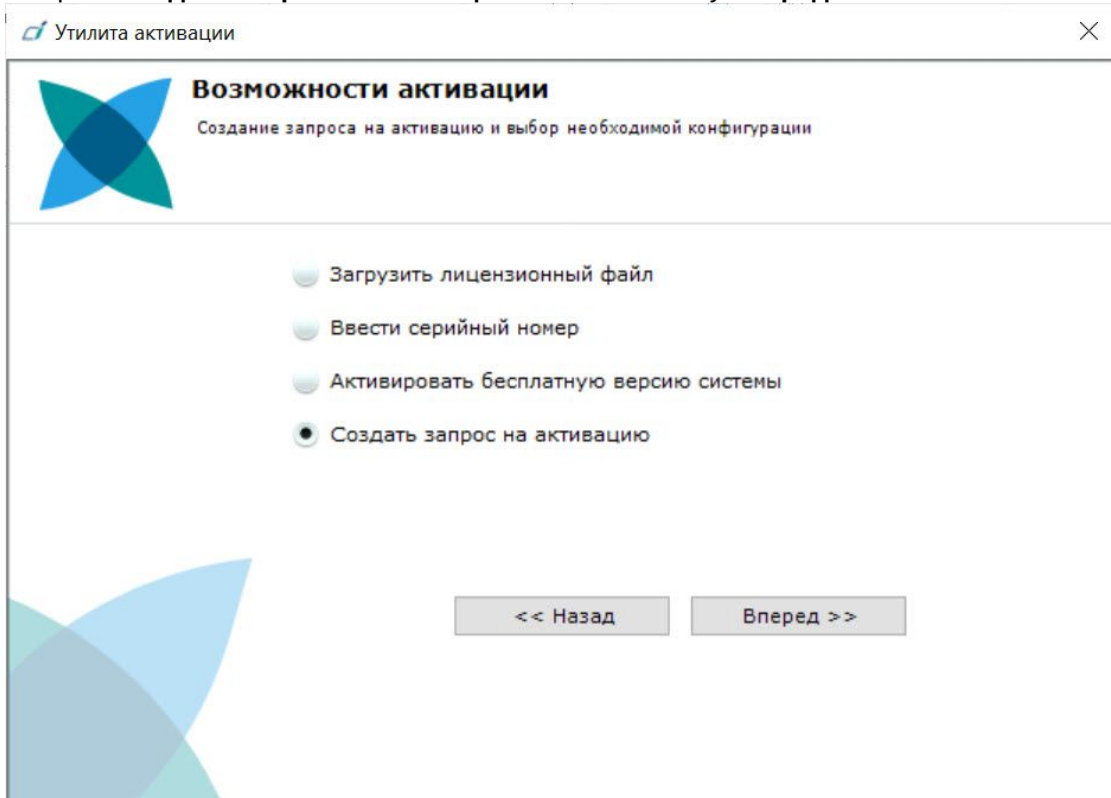 Утилита активации
Возможности активации
Создание запроса на активацию и выбор необходимой конфигурации
Загрузить лицензионный файл
Ввести серийный номер
Активировать бесплатную версию системы
Создать запрос на активацию
<< Назад
Вперед >>